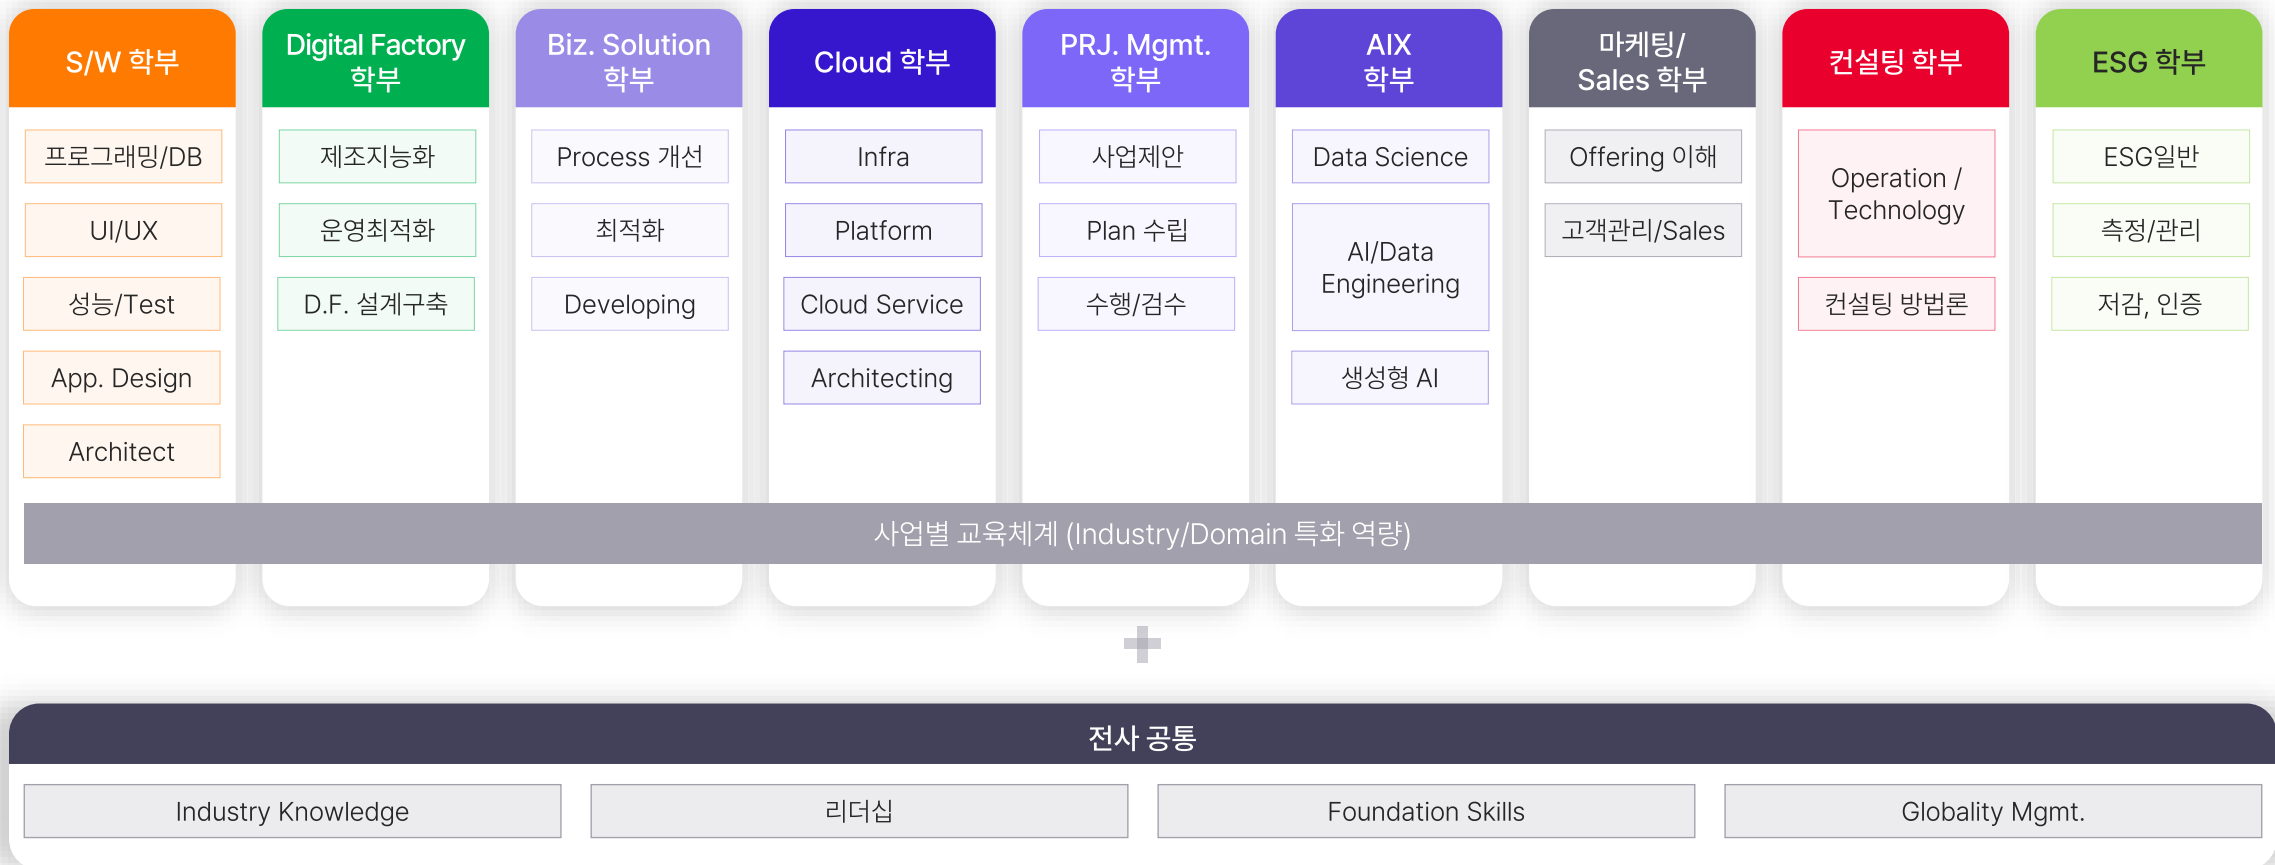 S/W 학부
프로그래밍/DB
UI/UX
성능/Test
App. Design
Architect
Digital Factory
학부
제조지능화
운영최적화
D.F. 설계구축
Biz. Solution
학부
Process 개선
최적화
Developing
Cloud 학부
Infra
Platform
Cloud Service
Architecting
PRJ. Mgmt.
학부
사업제안
Plan 수립
수행/검수
AIX
학부
Data Science
AI/Data
Engineering
생성형 AI
마케팅/
Sales 학부
Offering 이해
고객관리/Sales
컨설팅 학부
Operation /
Technology
컨설팅 방법론
ESG 학부
ESG일반
측정/관리
저감, 인증
사업별 교육체계 (Industry/Domain 특화 역량)
전사 공통
Industry Knowledge
리더십
Foundation Skills
Globality Mgmt.